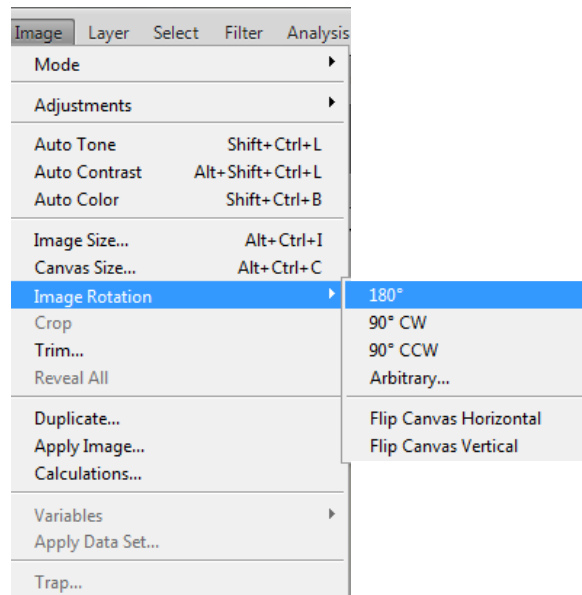 Image Layer Select Filter Analysis
Mode
Adjustments
Auto Tone Shift+Ctrl+L
Auto Contrast Alt+Shift+Ctrl+L
Auto Color Shift+Ctrl+B
Image Size... Alt+Ctrl+I
Canvas Size... Alt+Ctrl+C
Image Rotation
180°
90° CW
90° CCW
Arbitrary...
Flip Canvas Horizontal
Flip Canvas Vertical
Crop
Trim...
Reveal All
Duplicate...
Apply Image...
Calculations...
Variables
Apply Data Set...
Trap...